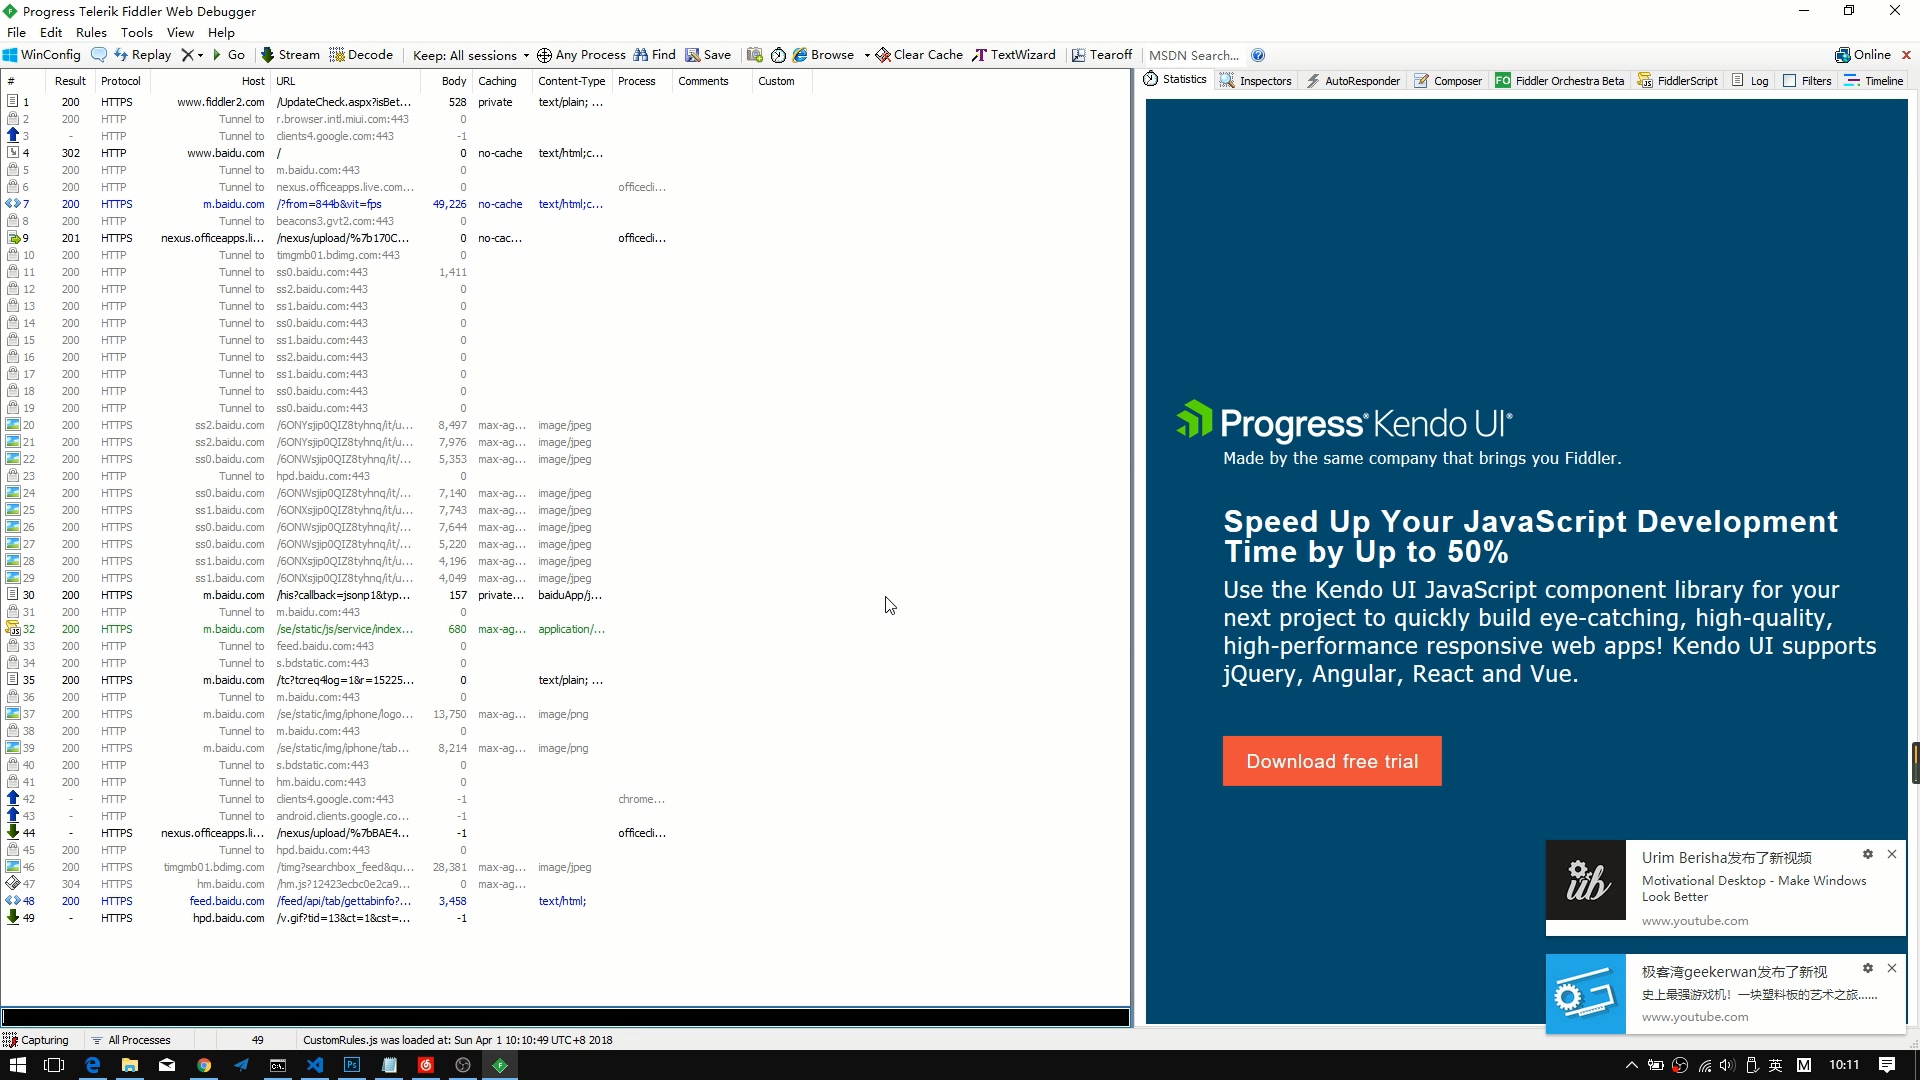 Progress Telerik Fiddler Web Debugger
File Edit Rules Tools View Help
WinConfig Replay Go Stream Decode Keep: All sessions Any Process Find Save Browse Clear Cache TextWizard Tearoff MSDN Search... Online
# Result Protocol Host URL Body Caching Content-Type Process Comments Custom
1 200 HTTPS www.fiddler2.com /UpdateCheck.aspx?isBet... 528 private text/plain; ...
2 200 HTTP Tunnel to r.browser.intl.miui.com:443 0
3 - HTTP Tunnel to clients4.google.com:443 -1
4 302 HTTP www.baidu.com / 0 no-cache text/html;c...
5 200 HTTP Tunnel to m.baidu.com:443 0
6 200 HTTP Tunnel to nexus.officeapps.live.com... 0 officecli...
7 200 HTTPS m.baidu.com /?from=844b&vit=fps 49,226 no-cache text/html;c...
8 200 HTTP Tunnel to beacons3.gvt2.com:443 0
9 201 HTTPS nexus.officeapps.li... /nexus/upload/%7b170C... 0 no-cac... officecli...
10 200 HTTP Tunnel to timgmb01.bdimg.com:443 0
11 200 HTTP Tunnel to ss0.baidu.com:443 1,411
12 200 HTTP Tunnel to ss2.baidu.com:443 0
13 200 HTTP Tunnel to ss1.baidu.com:443 0
14 200 HTTP Tunnel to ss0.baidu.com:443 0
15 200 HTTP Tunnel to ss1.baidu.com:443 0
16 200 HTTP Tunnel to ss2.baidu.com:443 0
17 200 HTTP Tunnel to ss1.baidu.com:443 0
18 200 HTTP Tunnel to ss0.baidu.com:443 0
19 200 HTTP Tunnel to ss0.baidu.com:443 0
20 200 HTTPS ss2.baidu.com /6ONYsjip0QIZ8tyhnq/it/u... 8,497 max-ag... image/jpeg
21 200 HTTPS ss2.baidu.com /6ONYsjip0QIZ8tyhnq/it/u... 7,976 max-ag... image/jpeg
22 200 HTTPS ss0.baidu.com /6ONWsjip0QIZ8tyhnq/it/... 5,353 max-ag... image/jpeg
23 200 HTTP Tunnel to hpd.baidu.com:443 0
24 200 HTTPS ss0.baidu.com /6ONWsjip0QIZ8tyhnq/it/... 7,140 max-ag... image/jpeg
25 200 HTTPS ss1.baidu.com /6ONXsjip0QIZ8tyhnq/it/u... 7,743 max-ag... image/jpeg
26 200 HTTPS ss0.baidu.com /6ONWsjip0QIZ8tyhnq/it/... 7,644 max-ag... image/jpeg
27 200 HTTPS ss0.baidu.com /6ONWsjip0QIZ8tyhnq/it/... 5,220 max-ag... image/jpeg
28 200 HTTPS ss1.baidu.com /6ONXsjip0QIZ8tyhnq/it/u... 4,196 max-ag... image/jpeg
29 200 HTTPS ss1.baidu.com /6ONXsjip0QIZ8tyhnq/it/u... 4,049 max-ag... image/jpeg
30 200 HTTPS m.baidu.com /his?callback=jsonp1&typ... 157 private... baiduApp/j...
31 200 HTTP Tunnel to m.baidu.com:443 0
32 200 HTTPS m.baidu.com /se/static/js/service/index... 680 max-ag... application/...
33 200 HTTP Tunnel to feed.baidu.com:443 0
34 200 HTTP Tunnel to s.bdstatic.com:443 0
35 200 HTTPS m.baidu.com /tc?tcreq4log=1&r=15225... 0 text/plain; ...
36 200 HTTP Tunnel to m.baidu.com:443 0
37 200 HTTPS m.baidu.com /se/static/img/iphone/logo... 13,750 max-ag... image/png
38 200 HTTP Tunnel to m.baidu.com:443 0
39 200 HTTPS m.baidu.com /se/static/img/iphone/tab... 8,214 max-ag... image/png
40 200 HTTP Tunnel to s.bdstatic.com:443 0
41 200 HTTP Tunnel to hm.baidu.com:443 0
42 - HTTP Tunnel to clients4.google.com:443 -1 chrome...
43 - HTTP Tunnel to android.clients.google.co... -1
44 - HTTPS nexus.officeapps.li... /nexus/upload/%7bBAE4... -1 officecli...
45 200 HTTP Tunnel to hpd.baidu.com:443 0
46 200 HTTPS timgmb01.bdimg.com /timg?searchbox_feed&qu... 28,381 max-ag... image/jpeg
47 304 HTTPS hm.baidu.com /hm.js?12423ecbc0e2ca9... 0 max-ag...
48 200 HTTPS feed.baidu.com /feed/api/tab/gettabinfo?... 3,458 text/html;
49 - HTTPS hpd.baidu.com /v.gif?tid=13&ct=1&cst=... -1
Statistics Inspectors AutoResponder Composer FO Fiddler Orchestra Beta FiddlerScript Log Filters Timeline
Progress® Kendo UI®
Made by the same company that brings you Fiddler.
Speed Up Your JavaScript Development
Time by Up to 50%
Use the Kendo UI JavaScript component library for your
next project to quickly build eye-catching, high-quality,
high-performance responsive web apps! Kendo UI supports
jQuery, Angular, React and Vue.
Download free trial
ub
Urim Berisha发布了新视频
Motivational Desktop - Make Windows
Look Better
www.youtube.com
极客湾geekerwan发布了新视
史上最强游戏机！一块塑料板的艺术之旅......
www.youtube.com
Capturing All Processes 49 CustomRules.js was loaded at: Sun Apr 1 10:10:49 UTC+8 2018
Ps 英 M 10:11